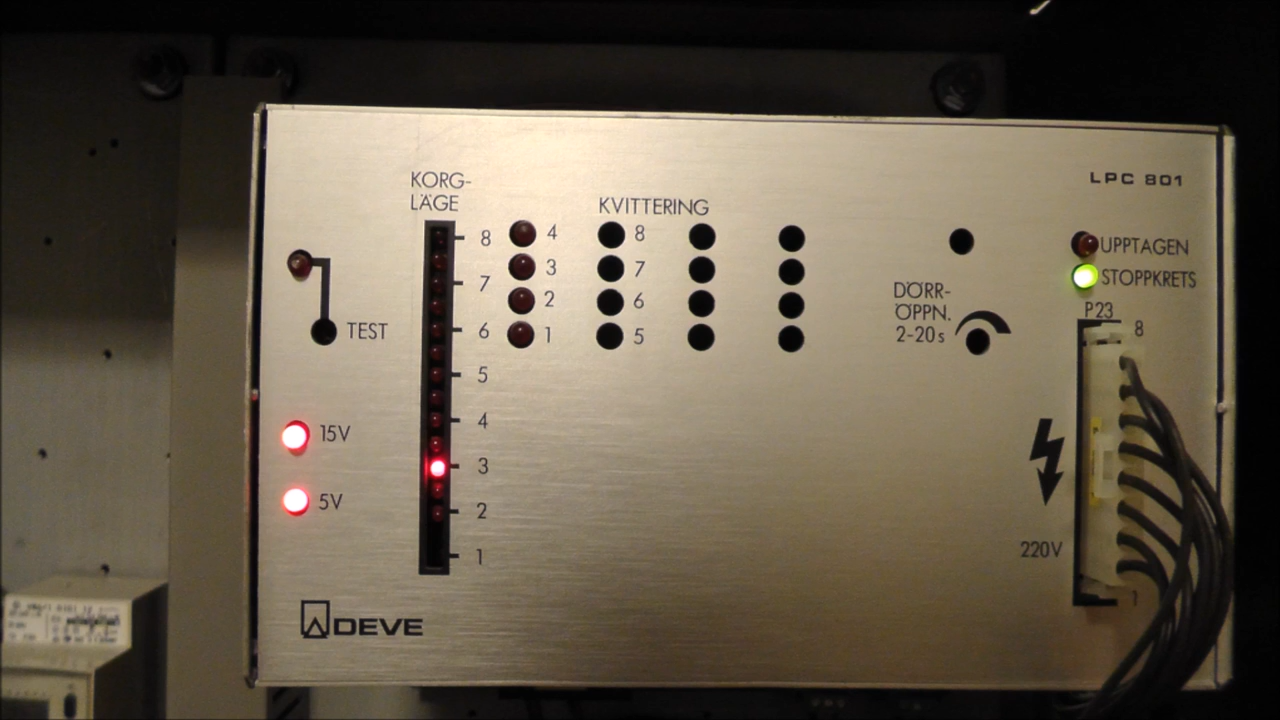 LPC 801
KORG-
LÄGE
KVITTERING
8
7
6
5
4
3
2
1
4
3
2
1
8
7
6
5
TEST
15V
5V
DÖRR-
ÖPPN.
2-20s
UPPTAGEN
STOPPKRETS
P23
8
220V
1
DEVE